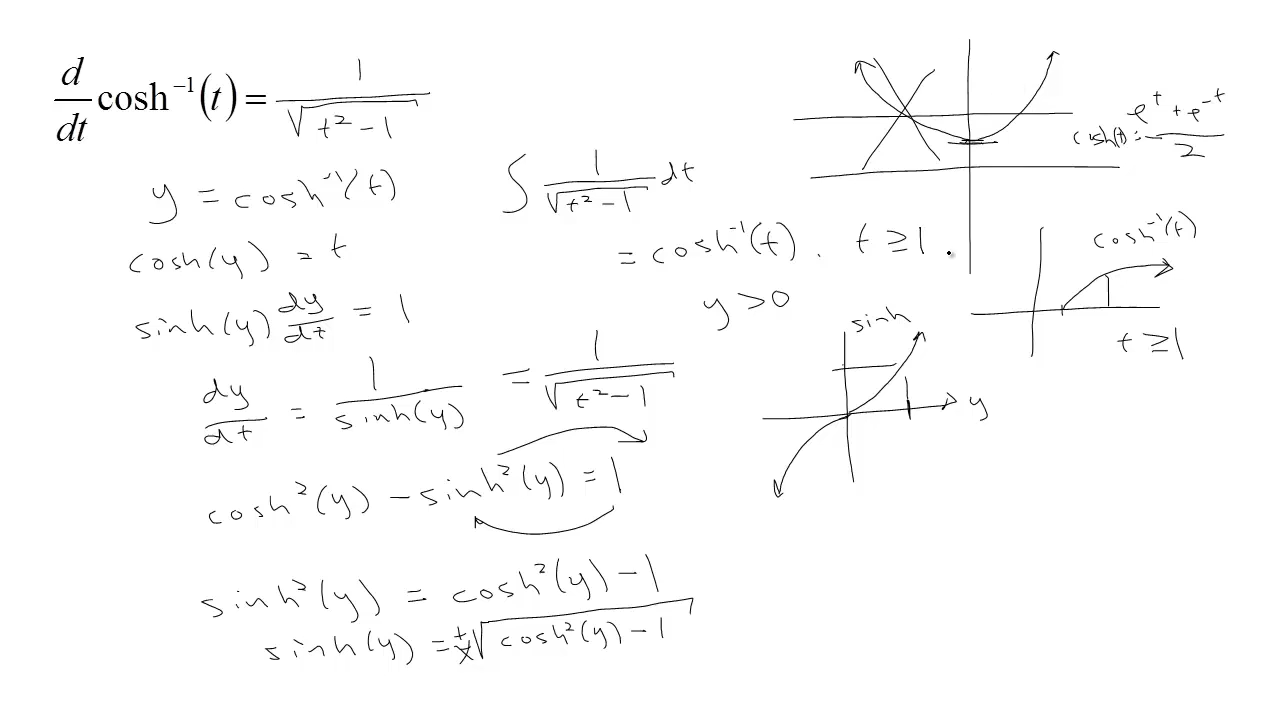 d/dt cosh⁻¹(t) = 1/√(t² - 1)
y = cosh⁻¹(t)
cosh(y) = t
sinh(y) dy/dt = 1
dy/dt = 1/sinh(y) = 1/√(t² - 1)
cosh²(y) - sinh²(y) = 1
sinh²(y) = cosh²(y) - 1
sinh(y) = ±√(cosh²(y) - 1)
∫ 1/√(t² - 1) dt
= cosh⁻¹(t). t ≥ 1.
y > 0
sinh
y
cosh(t) = (e^t + e^-t)/2
cosh⁻¹(t)
t ≥ 1